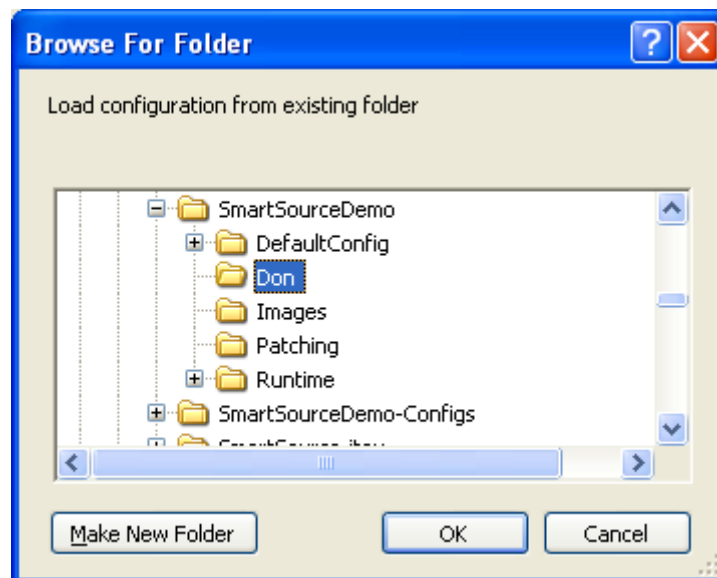 Browse For Folder
Load configuration from existing folder
SmartSourceDemo
DefaultConfig
Don
Images
Patching
Runtime
SmartSourceDemo-Configs
Make New Folder
OK
Cancel